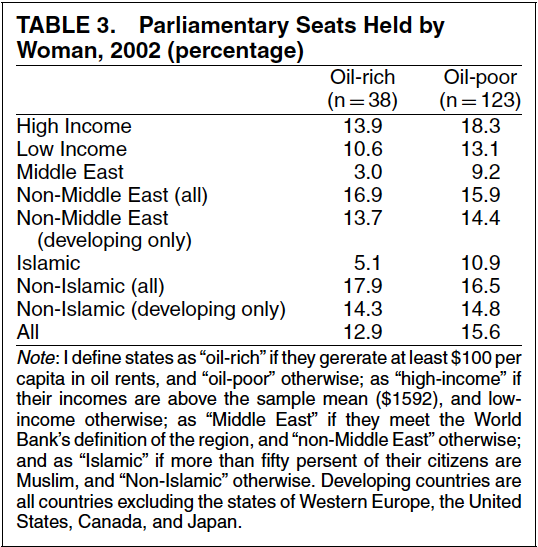 TABLE 3. Parliamentary Seats Held by
Woman, 2002 (percentage)
Oil-rich Oil-poor
(n = 38) (n = 123)
High Income 13.9 18.3
Low Income 10.6 13.1
Middle East 3.0 9.2
Non-Middle East (all) 16.9 15.9
Non-Middle East 13.7 14.4
(developing only)
Islamic 5.1 10.9
Non-Islamic (all) 17.9 16.5
Non-Islamic (developing only) 14.3 14.8
All 12.9 15.6
Note: I define states as “oil-rich” if they gererate at least $100 per
capita in oil rents, and “oil-poor” otherwise; as “high-income” if
their incomes are above the sample mean ($1592), and low-
income otherwise; as “Middle East” if they meet the World
Bank’s definition of the region, and “non-Middle East” otherwise;
and as “Islamic” if more than fifty persent of their citizens are
Muslim, and “Non-Islamic” otherwise. Developing countries are
all countries excluding the states of Western Europe, the United
States, Canada, and Japan.